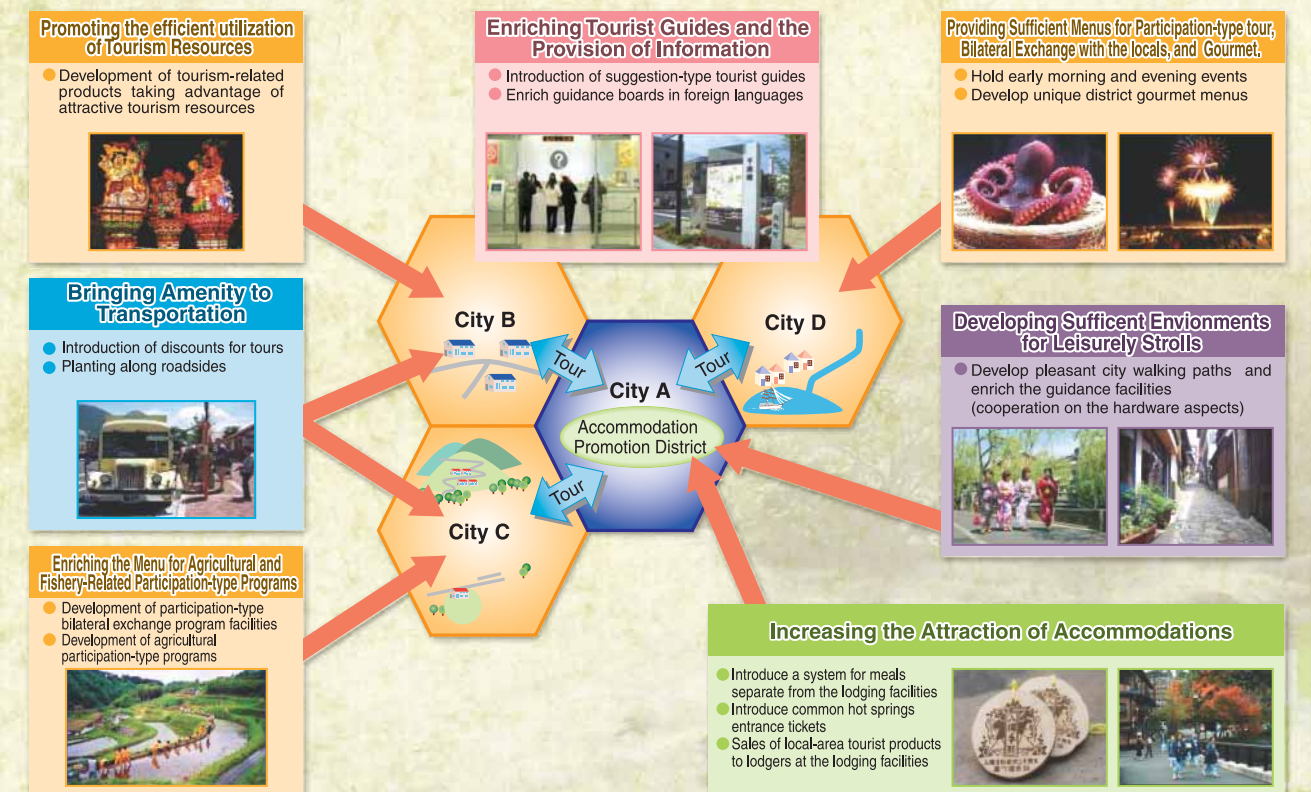 Promoting the efficient utilization
of Tourism Resources
Development of tourism-related
products taking advantage of
attractive tourism resources
Enriching Tourist Guides and the
Provision of Information
Introduction of suggestion-type tourist guides
Enrich guidance boards in foreign languages
?
Providing Sufficient Menus for Participation-type tour,
Bilateral Exchange with the locals, and Gourmet.
Hold early morning and evening events
Develop unique district gourmet menus
Bringing Amenity to
Transportation
Introduction of discounts for tours
Planting along roadsides
City B
Tour
City A
Accommodation
Promotion District
Tour
City D
Tour
City C
Developing Sufficent Envionments
for Leisurely Strolls
Develop pleasant city walking paths and
enrich the guidance facilities
(cooperation on the hardware aspects)
Enriching the Menu for Agricultural and
Fishery-Related Participation-type Programs
Development of participation-type
bilateral exchange program facilities
Development of agricultural
participation-type programs
Increasing the Attraction of Accommodations
Introduce a system for meals
separate from the lodging facilities
Introduce common hot springs
entrance tickets
Sales of local-area tourist products
to lodgers at the lodging facilities